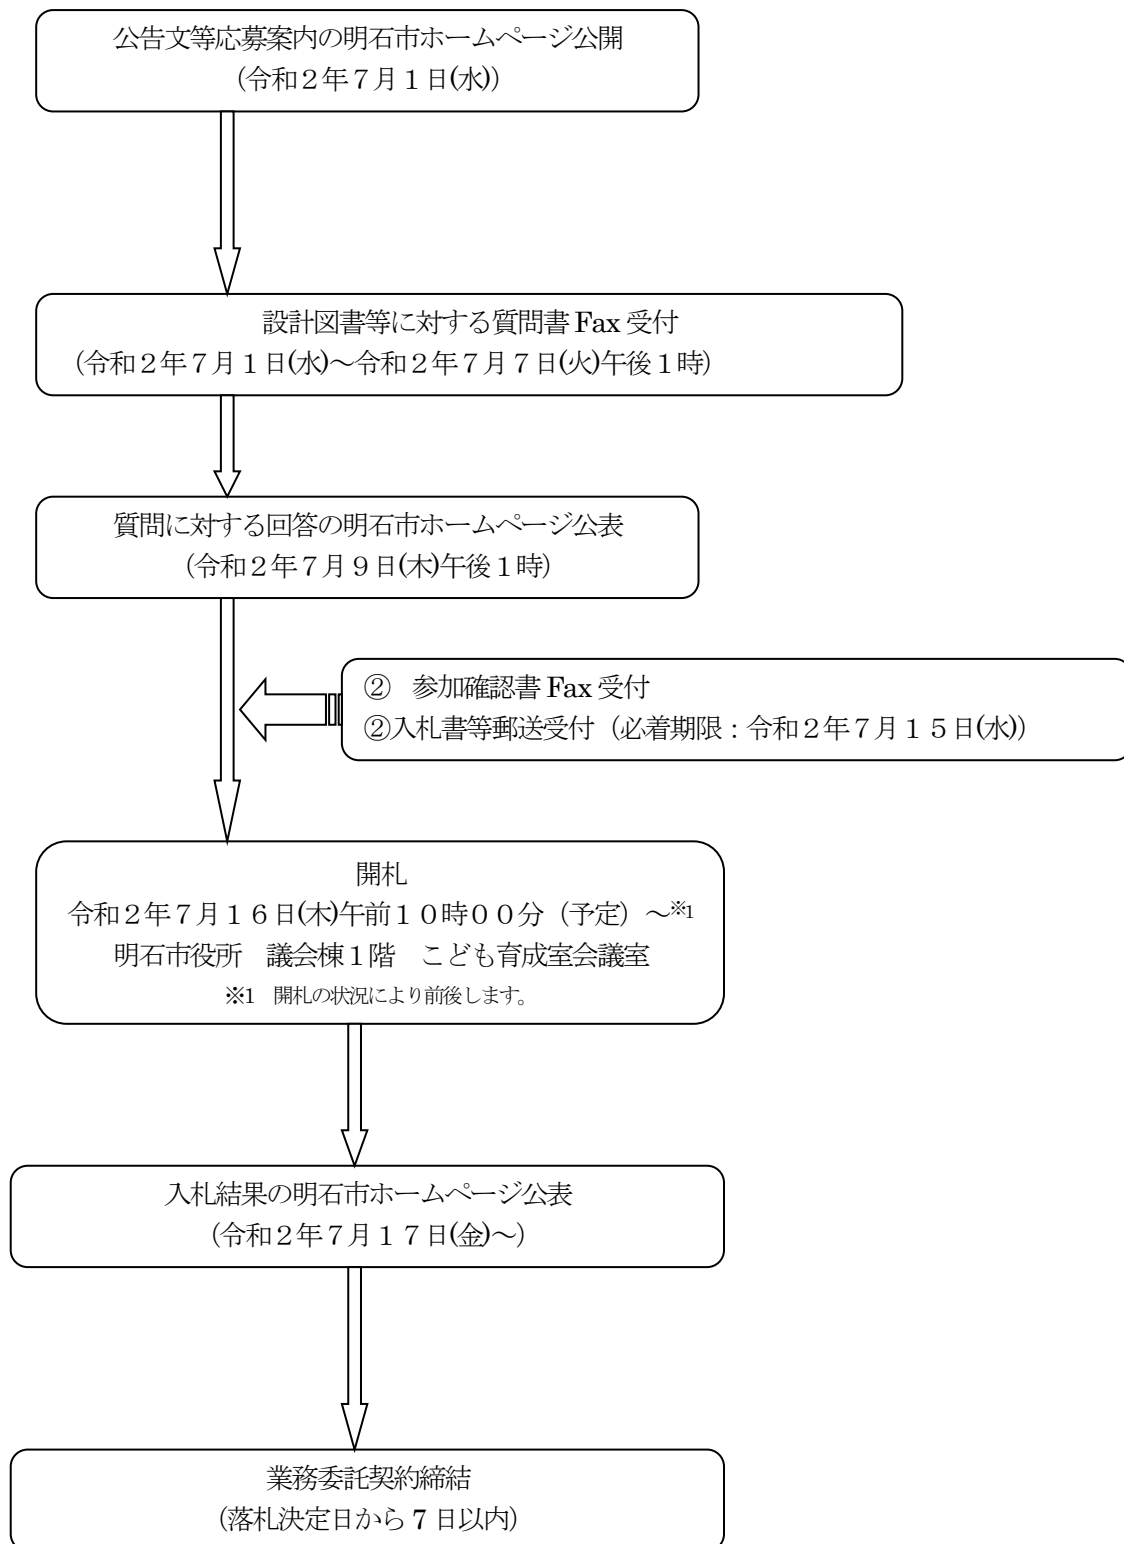 公告文等応募案内の明石市ホームページ公開
(令和２年７月１日(水))
設計図書等に対する質問書 Fax 受付
(令和２年７月１日(水)～令和２年７月７日(火)午後１時)
質問に対する回答の明石市ホームページ公表
(令和２年７月９日(木)午後１時)
②　参加確認書 Fax 受付
②入札書等郵送受付（必着期限：令和２年７月１５日(水)）
開札
令和２年７月１６日(木)午前１０時００分（予定）～※1
明石市役所　議会棟１階　こども育成室会議室
※1　開札の状況により前後します。
入札結果の明石市ホームページ公表
(令和２年７月１７日(金)～)
業務委託契約締結
(落札決定日から 7 日以内)